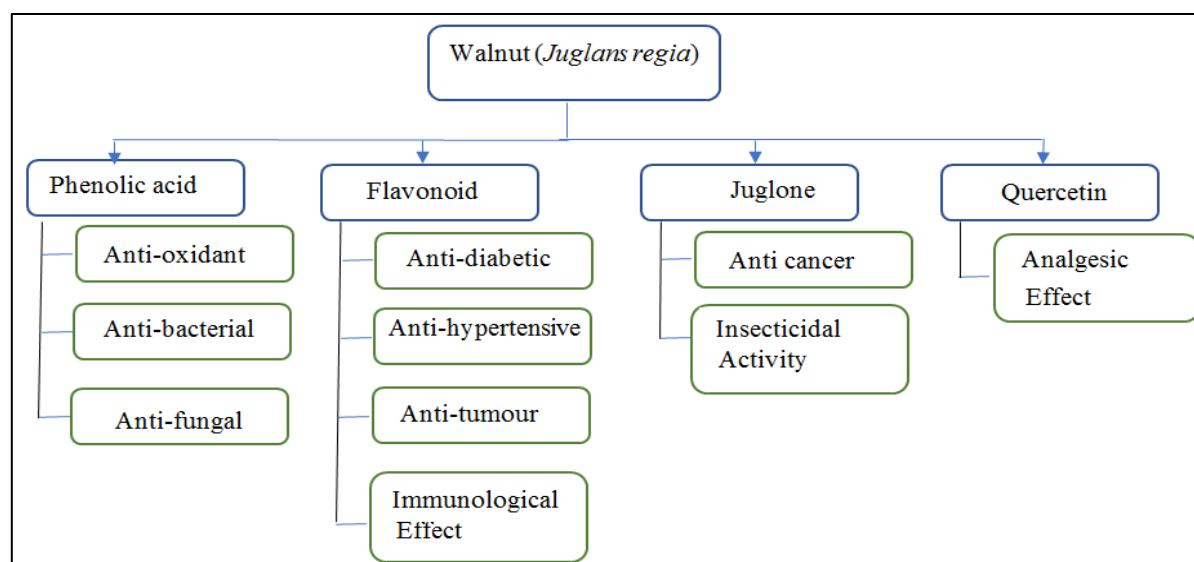 Walnut (Juglans regia)
Phenolic acid
Anti-oxidant
Anti-bacterial
Anti-fungal
Flavonoid
Anti-diabetic
Anti-hypertensive
Anti-tumour
Immunological
Effect
Juglone
Anti cancer
Insecticidal
Activity
Quercetin
Analgesic
Effect